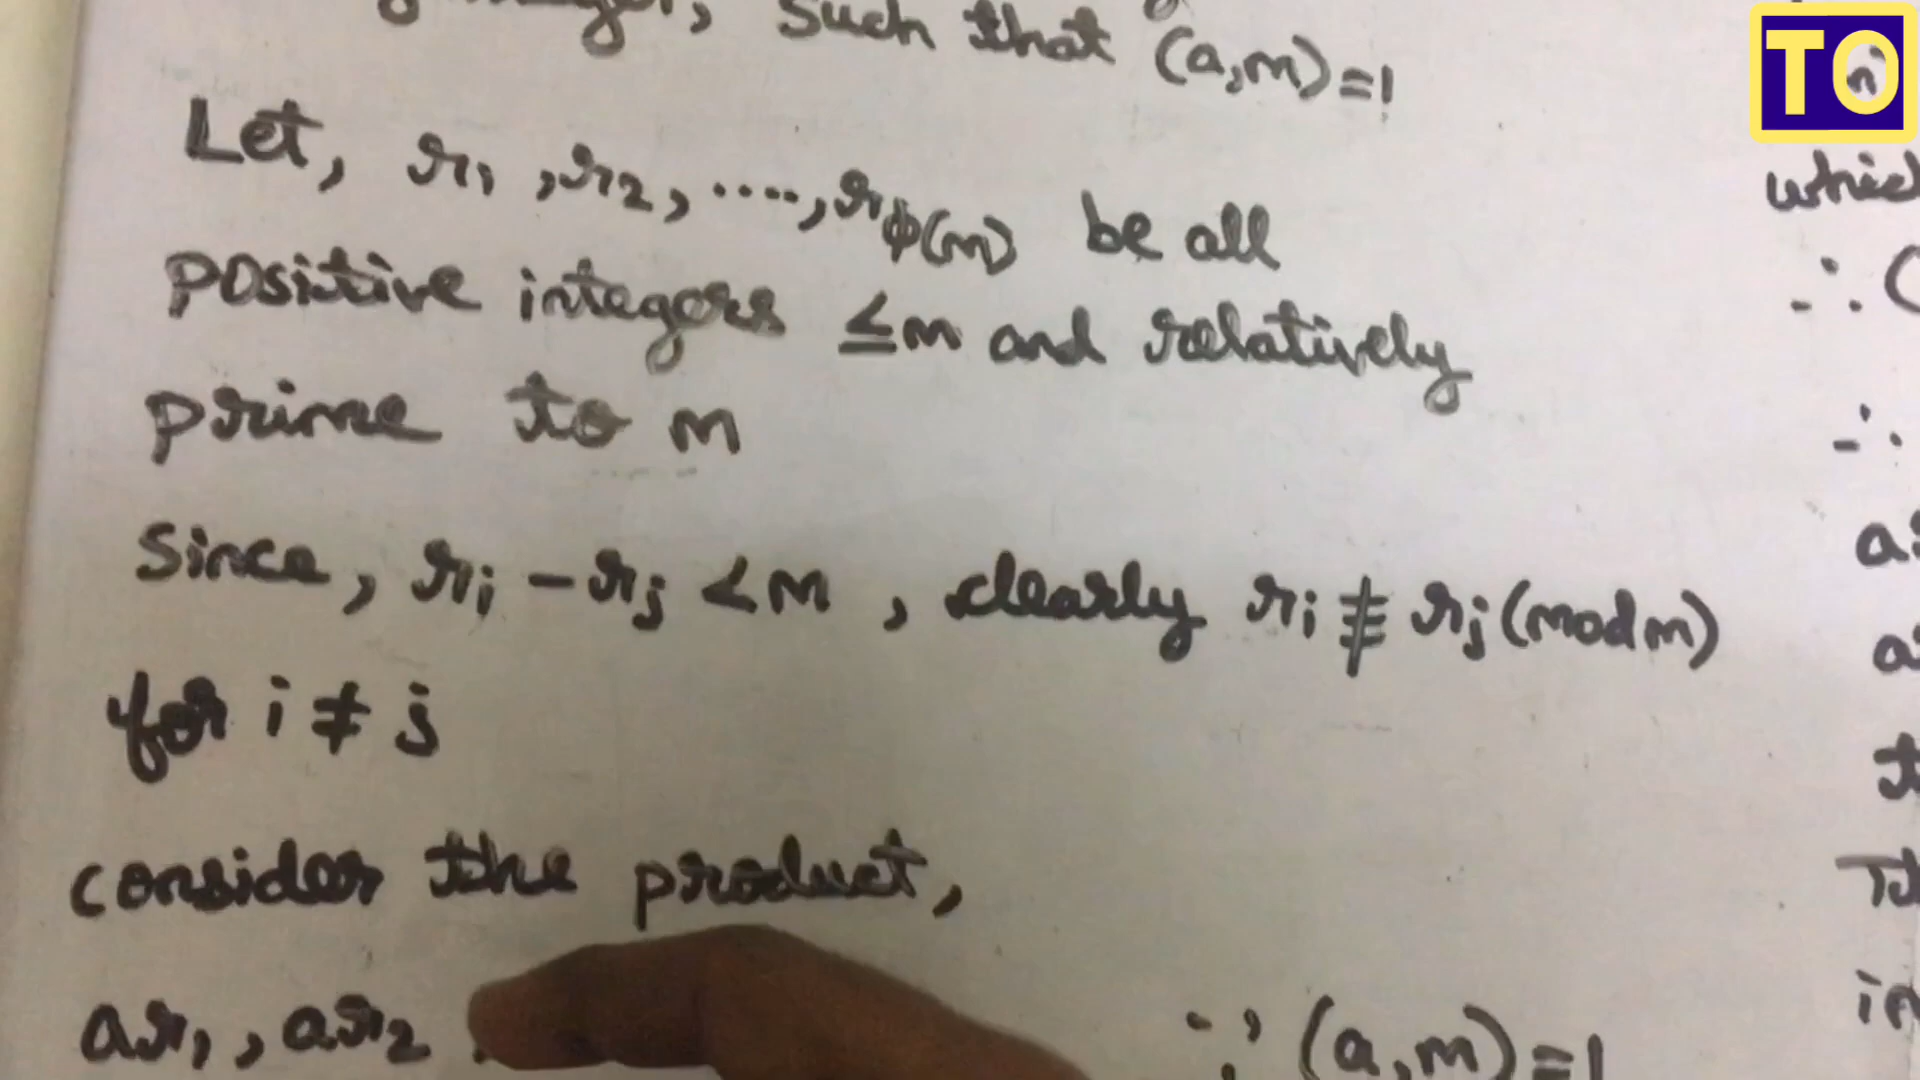 such that (a,m)=1
Let, r₁, r₂, ....., r_ϕ(m) be all
positive integers ≤m and relatively
prime to m
Since, rᵢ - rⱼ <m, clearly rᵢ ≢ rⱼ (mod m)
for i ≠ j
consider the product,
ar₁, ar₂
∵ (a,m)=1
TO
∴ (
∴